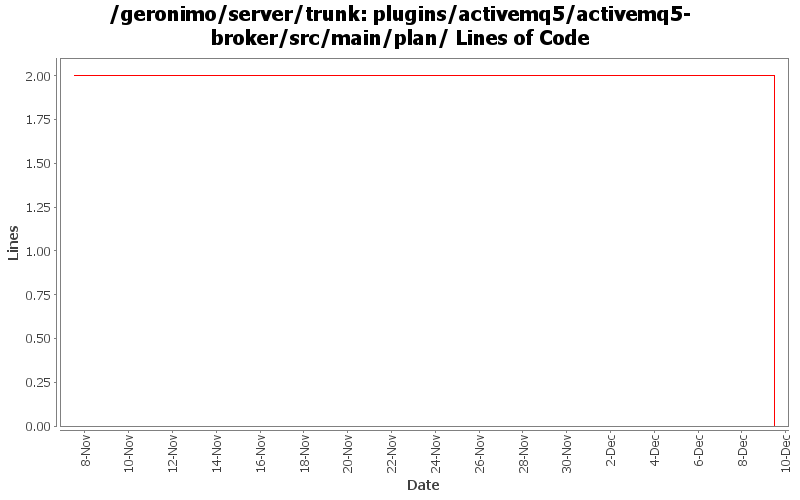 /geronimo/server/trunk: plugins/activemq5/activemq5-
broker/src/main/plan/ Lines of Code
2.00
1.75
1.50
1.25
1.00
0.75
0.50
0.25
0.00
Lines
8-Nov
10-Nov
12-Nov
14-Nov
16-Nov
18-Nov
20-Nov
22-Nov
24-Nov
26-Nov
28-Nov
30-Nov
2-Dec
4-Dec
6-Dec
8-Dec
10-Dec
Date